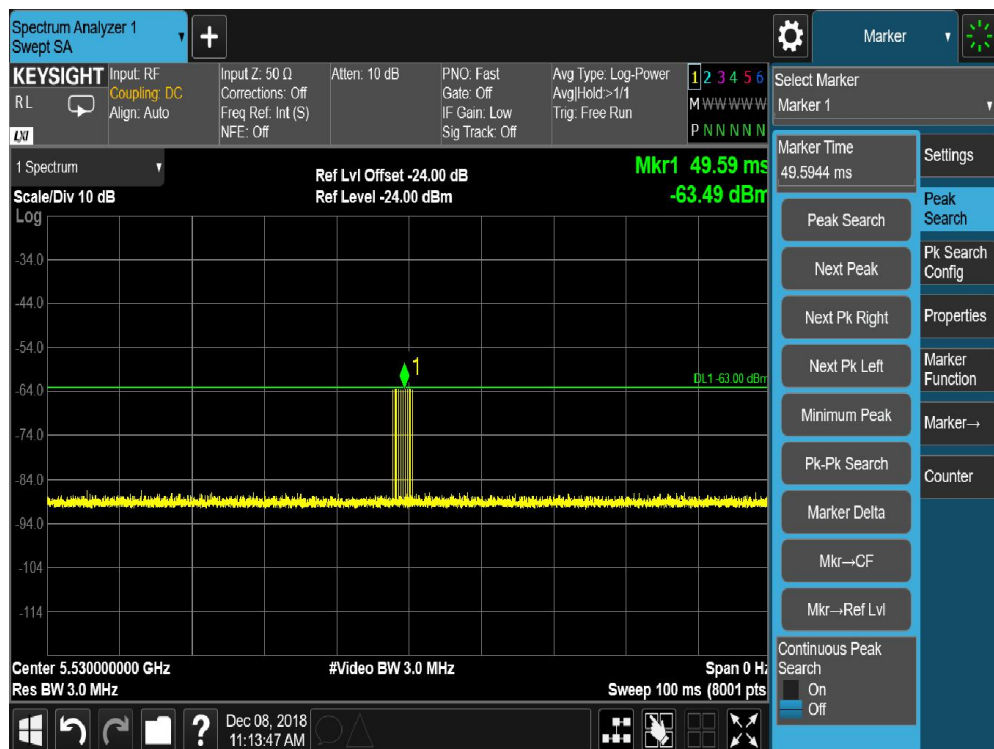 Spectrum Analyzer 1
Swept SA
+
Marker
KEYSIGHT
RL
LXI
Input: RF
Coupling: DC
Align: Auto
Input Z: 50 Ω
Corrections: Off
Freq Ref: Int (S)
NFE: Off
Atten: 10 dB
PNO: Fast
Gate: Off
IF Gain: Low
Sig Track: Off
Avg Type: Log-Power
Avg|Hold:>1/1
Trig: Free Run
1 2 3 4 5 6
M W W W W W
P N N N N N
Select Marker
Marker 1
1 Spectrum
Scale/Div 10 dB
Log
Ref Lvl Offset -24.00 dB
Ref Level -24.00 dBm
Mkr1 49.59 ms
-63.49 dBm
-34.0
-44.0
-54.0
-64.0
-74.0
-84.0
-94.0
-104
-114
1
DL1 -63.00 dBm
Center 5.530000000 GHz
Res BW 3.0 MHz
#Video BW 3.0 MHz
Span 0 Hz
Sweep 100 ms (8001 pts
Marker Time
49.5944 ms
Peak Search
Next Peak
Next Pk Right
Next Pk Left
Minimum Peak
Pk-Pk Search
Marker Delta
Mkr→CF
Mkr→Ref Lvl
Continuous Peak
Search
On
Off
Settings
Peak
Search
Pk Search
Config
Properties
Marker
Function
Marker→
Counter
?
Dec 08, 2018
11:13:47 AM